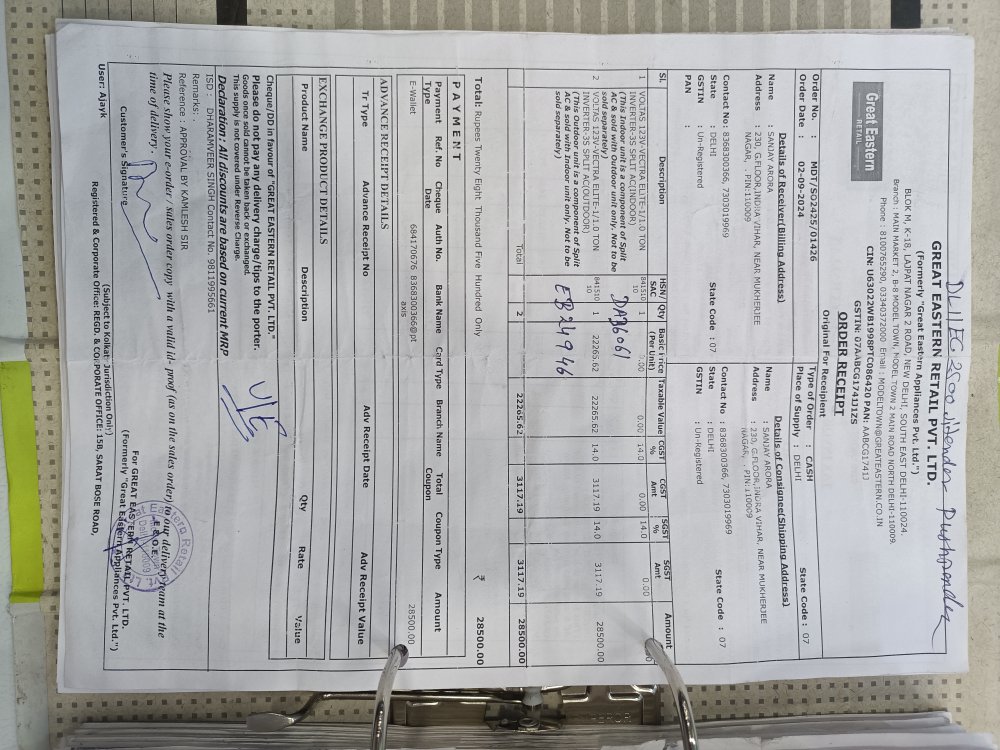 DL11EG 2500 Jitender Pushpender
GREAT EASTERN RETAIL PVT. LTD.
(Formerly "Great Eastern Appliances Pvt. Ltd.")
BLOK M, K-18, LAJPAT NAGAR 2 ROAD, NEW DELHI, SOUTH EAST DELHI-110024.
Branch : MAIN MARKET 2, B-8 MODEL TOWN, MODEL TOWN 2 MAIN ROAD NORTH DELHI-110009.
Phone : 8100765290, 03340372000 Email : MODELTOWN@GREATEASTERN.CO.IN
CIN: U63022WB1998PTC086420 PAN: AABCG1741J
GSTIN: 07AABCG1741J1ZS
Great Eastern
RETAIL
ORDER RECEIPT
Original For Receipient
Order No. : MDT/SO2425/01426
Order Date : 02-09-2024
Type of Order : CASH
Place of Supply : DELHI State Code : 07
Details of Receiver(Billing Address)
Name : SANJAY ARORA
Address : 230, G.FLOOR,INDRA VIHAR, NEAR MUKHERJEE
NAGAR, . PIN:110009
Contact No : 8368300366, 7303019969
State : DELHI State Code : 07
GSTIN : Un-Registered
PAN :
Details of Consignee(Shipping Address)
Name : SANJAY ARORA
Address : 230, G.FLOOR,INDRA VIHAR, NEAR MUKHERJEE
NAGAR, . PIN:110009
Contact No : 8368300366, 7303019969
State : DELHI State Code : 07
GSTIN : Un-Registered
Sl. Description HSN/SAC Qty Basic Price (Per Unit) Taxable Value CGST % CGST Amt SGST % SGST Amt Amount
1 VOLTAS 123V-VECTRA ELITE-1/1.0 TON 841510 1 0.00 0.00 14.0 0.00 14.0 0.00
INVERTER-3S SPLIT AC(INDOOR) 10
(This Indoor unit is a component of Split
AC & sold with Outdoor unit only. Not to be
sold separately)
DA36061
2 VOLTAS 123V-VECTRA ELITE-1/1.0 TON 841510 1 22265.62 22265.62 14.0 3117.19 14.0 3117.19 28500.00
INVERTER-3S SPLIT AC(OUTDOOR) 10
(This Outdoor unit is a component of Split
AC & sold with Indoor unit only. Not to be
sold separately)
EB24946
Total 2 22265.62 3117.19 3117.19 28500.00
Total: Rupees Twenty Eight Thousand Five Hundred Only ₹ 28500.00
PAYMENT
Payment Type Ref. No Cheque Date Auth No. Bank Name Card Type Branch Name Total Coupon Coupon Type Amount
E-Wallet 684170676 8368300366@pt 28500.00
axis
ADVANCE RECEIPT DETAILS
Tr Type Advance Receipt No Adv Receipt Date Adv Receipt Value
EXCHANGE PRODUCT DETAILS
Product Name Description Qty Rate Value
Cheque/DD in favour of "GREAT EASTERN RETAIL PVT. LTD."
Please do not pay any delivery charge/tips to the porter.
Goods once sold cannot be taken back or exchanged.
This supply is not covered under Reverse Charge.
U/E
Declaration : All discounts are based on current MRP
ISD : DHARAMVEER SINGH Contact No. 9811995661
Remarks: .
Reference : APPROVAL BY KAMLESH SIR
Please show your e-order / sales order copy with a valid id- proof (as on the sales order) to our delivery team at the
time of delivery .
E & O.E.
Customer's Signature
For GREAT EASTERN RETAIL PVT. LTD.
(Formerly "Great Eastern Appliances Pvt. Ltd.")
User: Ajayk
(Subject to Kolkata Jurisdiction Only)
Registered & Corporate Office: REGD. & CORPORATE OFFICE: 15B, SARAT BOSE ROAD,